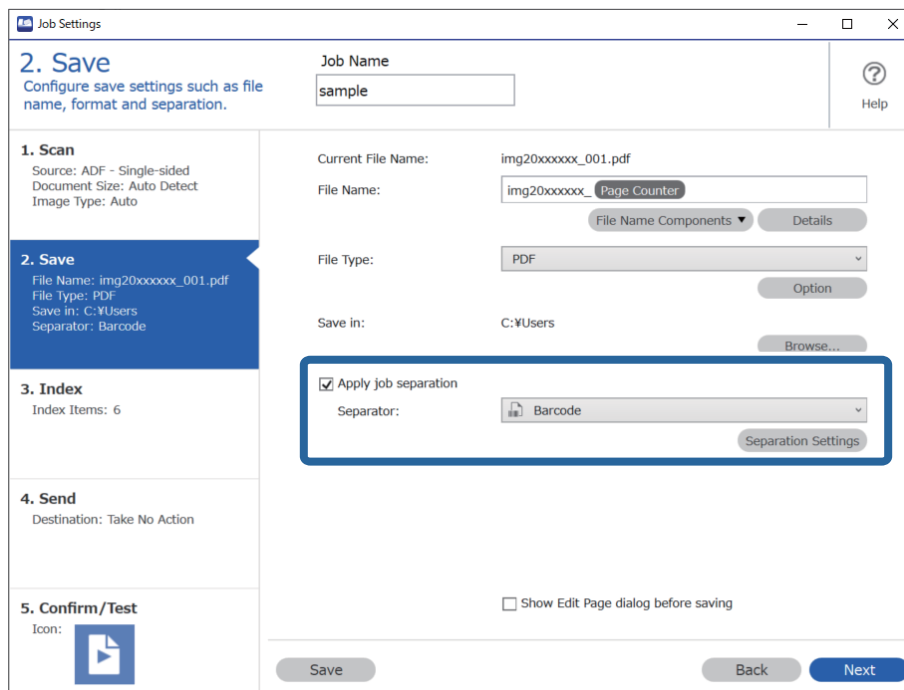 Job Settings
2. Save
Configure save settings such as file
name, format and separation.
Job Name
sample
Help
1. Scan
Source: ADF - Single-sided
Document Size: Auto Detect
Image Type: Auto
2. Save
File Name: img20xxxxxx_001.pdf
File Type: PDF
Save in: C:¥Users
Separator: Barcode
3. Index
Index Items: 6
4. Send
Destination: Take No Action
5. Confirm/Test
Icon:
Current File Name: img20xxxxxx_001.pdf
File Name: img20xxxxxx_ Page Counter
File Name Components ▼ Details
File Type: PDF
Option
Save in: C:¥Users
Browse...
Apply job separation
Separator: Barcode
Separation Settings
Show Edit Page dialog before saving
Save Back Next